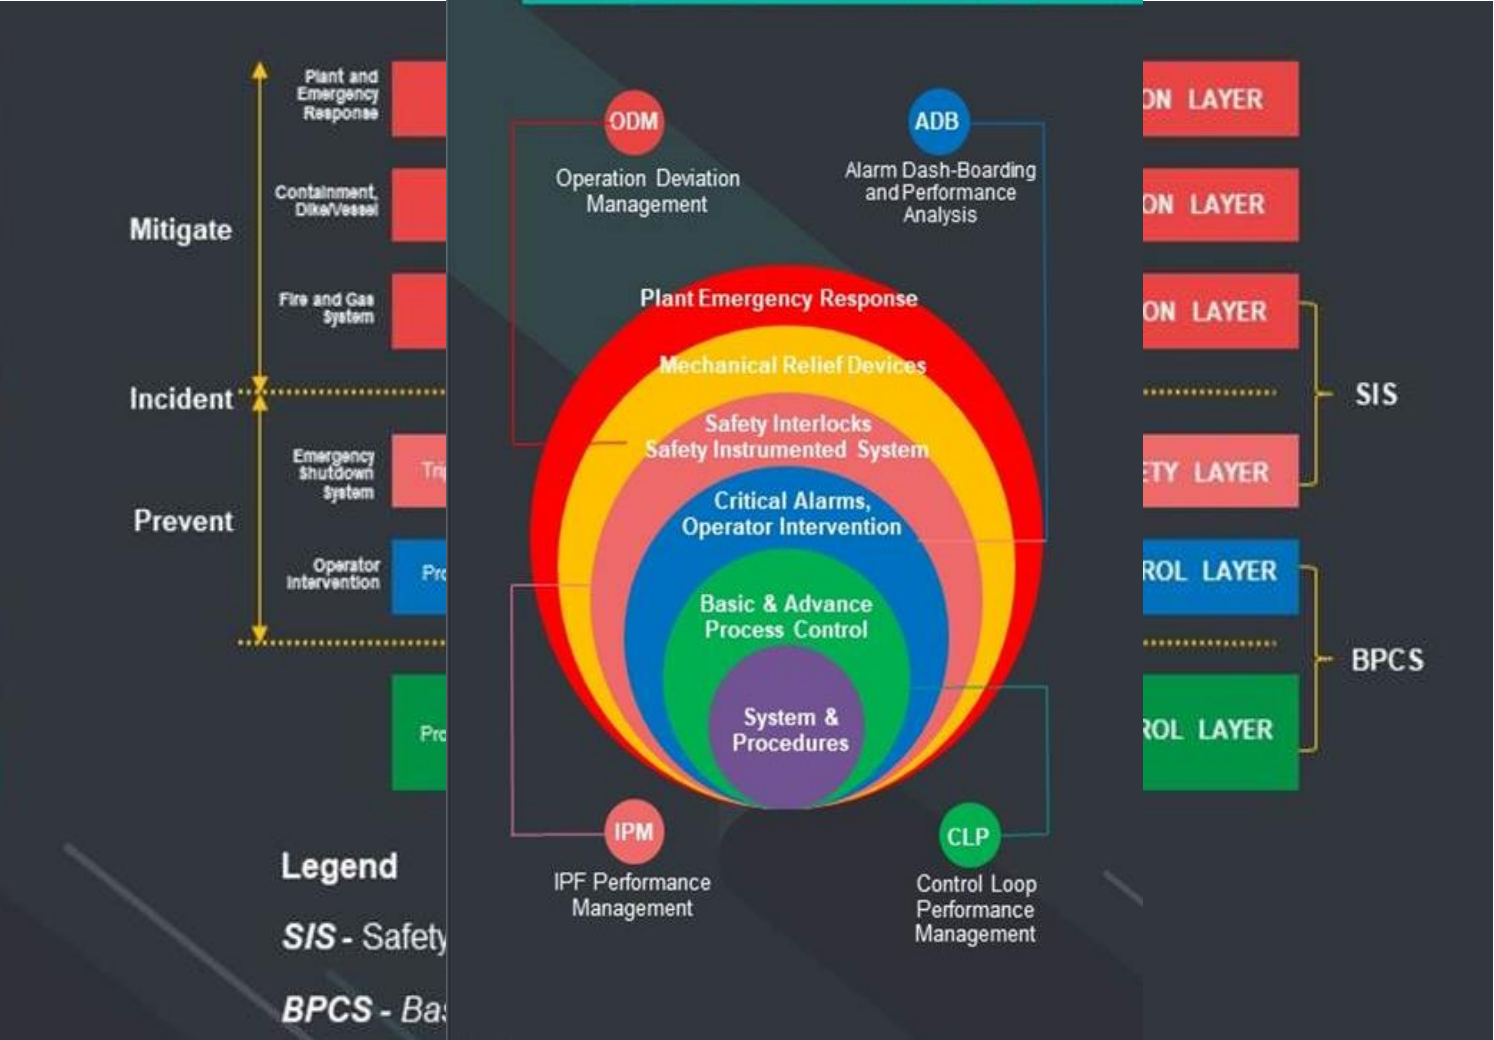 Plant and
Emergency
Response
Containment,
Dike/Vessel
Mitigate
Fire and Gas
System
Incident
Emergency
Shutdown
System
Prevent
Operator
Intervention
Legend
SIS - Safety
BPCS -
ODM
Operation Deviation
Management
ADB
Alarm Dash-Boarding
and Performance
Analysis
Plant Emergency Response
Mechanical Relief Devices
Safety Interlocks
Safety Instrumented System
Critical Alarms,
Operator Intervention
Basic & Advance
Process Control
System &
Procedures
IPM
IPF Performance
Management
CLP
Control Loop
Performance
Management
ON LAYER
ON LAYER
ON LAYER
SIS
ETY LAYER
ROL LAYER
BPCS
ROL LAYER